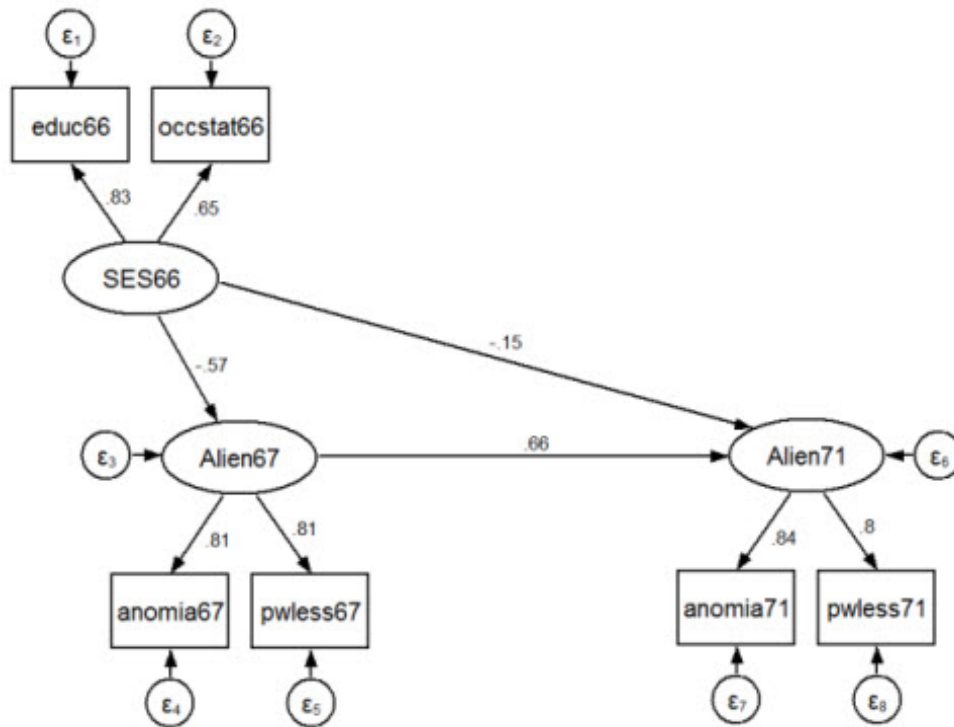 ε₁ ε₂
educ66 occstat66
.83 .65
SES66
-.15
-.57
ε₃ Alien67 .66 Alien71 ε₆
.81 .81 .84 .8
anomia67 pwless67 anomia71 pwless71
ε₄ ε₅ ε₇ ε₈